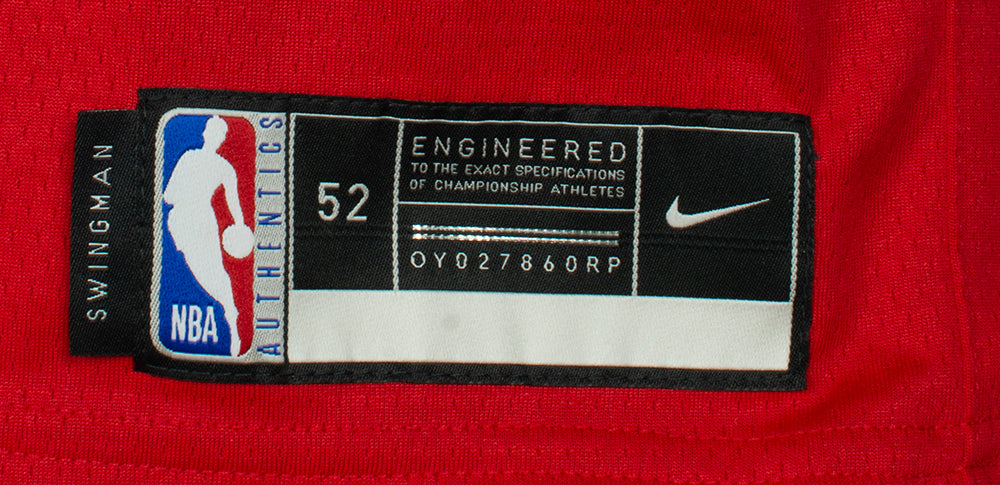 SWINGMAN
NBA
AUTHENTICS
52
ENGINEERED
TO THE EXACT SPECIFICATIONS
OF CHAMPIONSHIP ATHLETES
OY027860RP